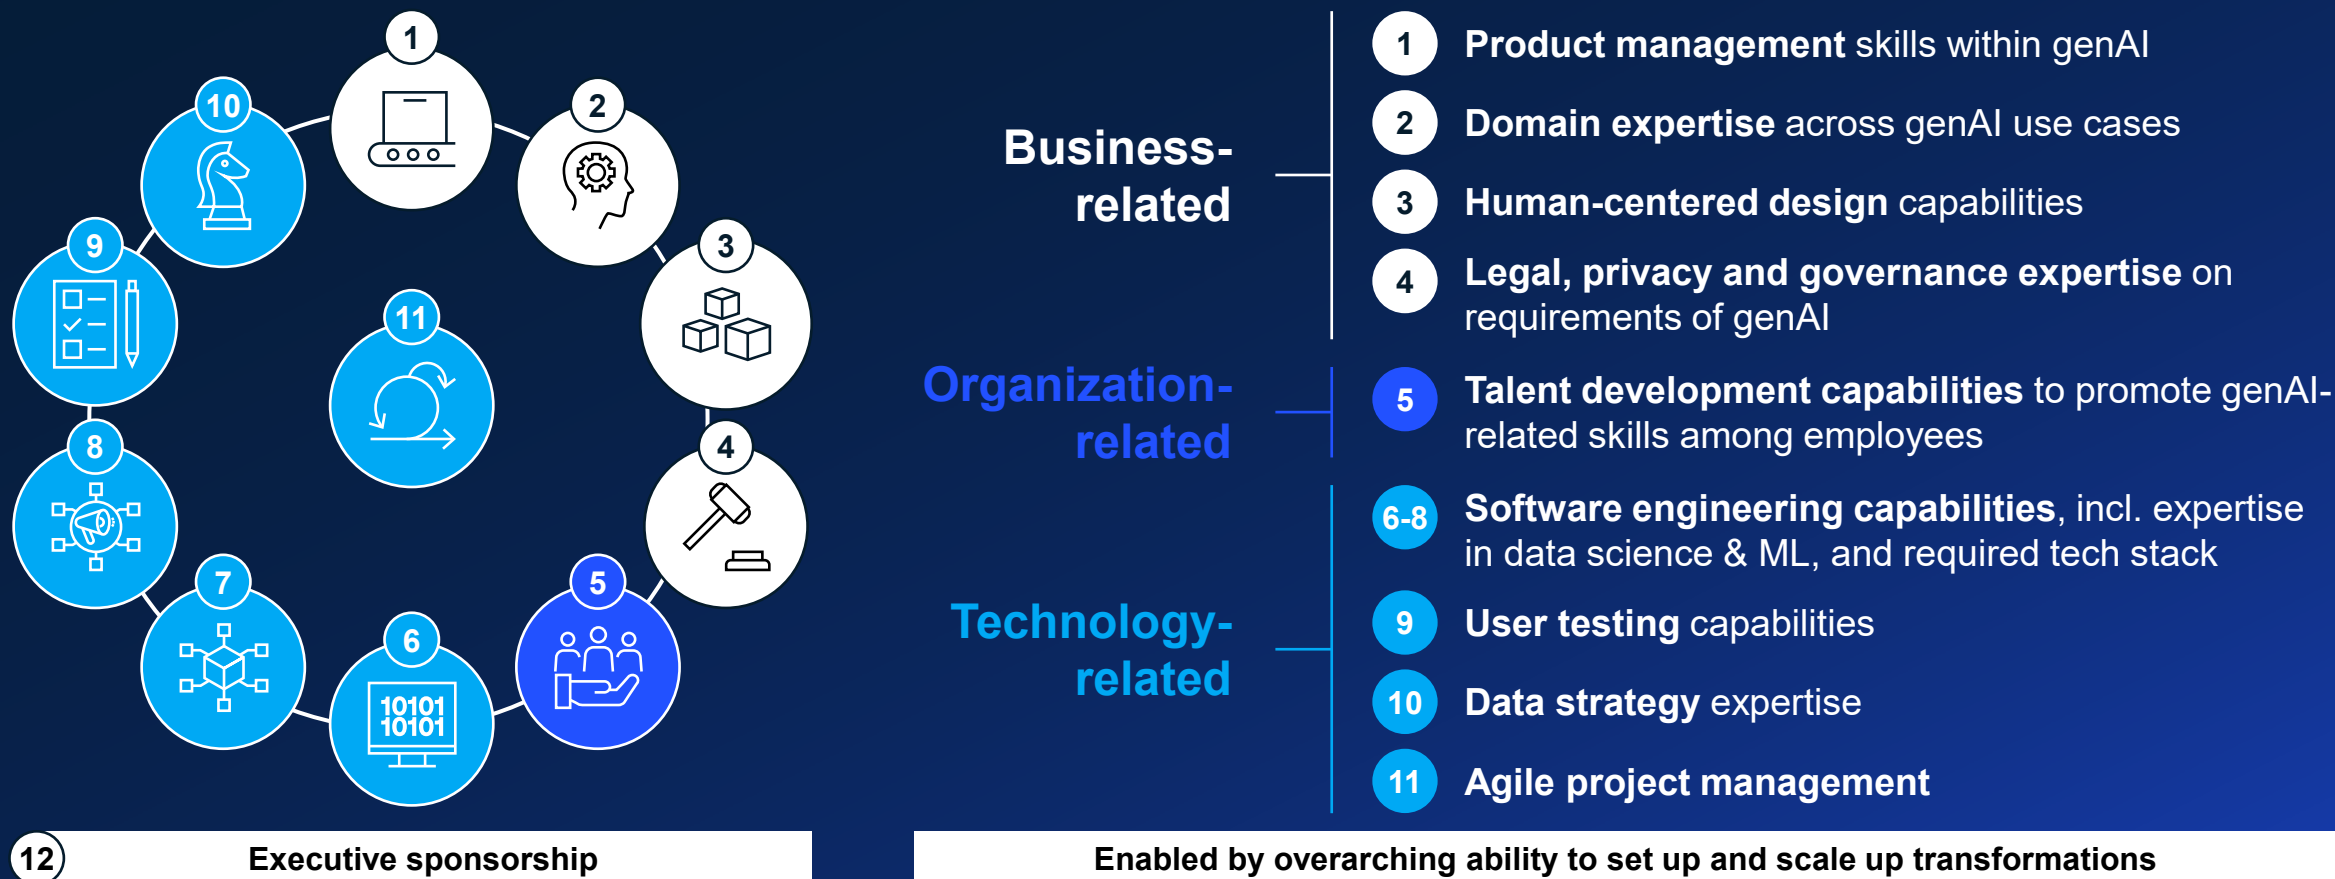 1
10
2
9
3
11
8
4
7
5
6
10101
10101
12
Executive sponsorship
Business-
related
1
Product management skills within genAI
2
Domain expertise across genAI use cases
3
Human-centered design capabilities
4
Legal, privacy and governance expertise on
requirements of genAI
Organization-
related
5
Talent development capabilities to promote genAI-
related skills among employees
Technology-
related
6-8
Software engineering capabilities, incl. expertise
in data science & ML, and required tech stack
9
User testing capabilities
10
Data strategy expertise
11
Agile project management
Enabled by overarching ability to set up and scale up transformations